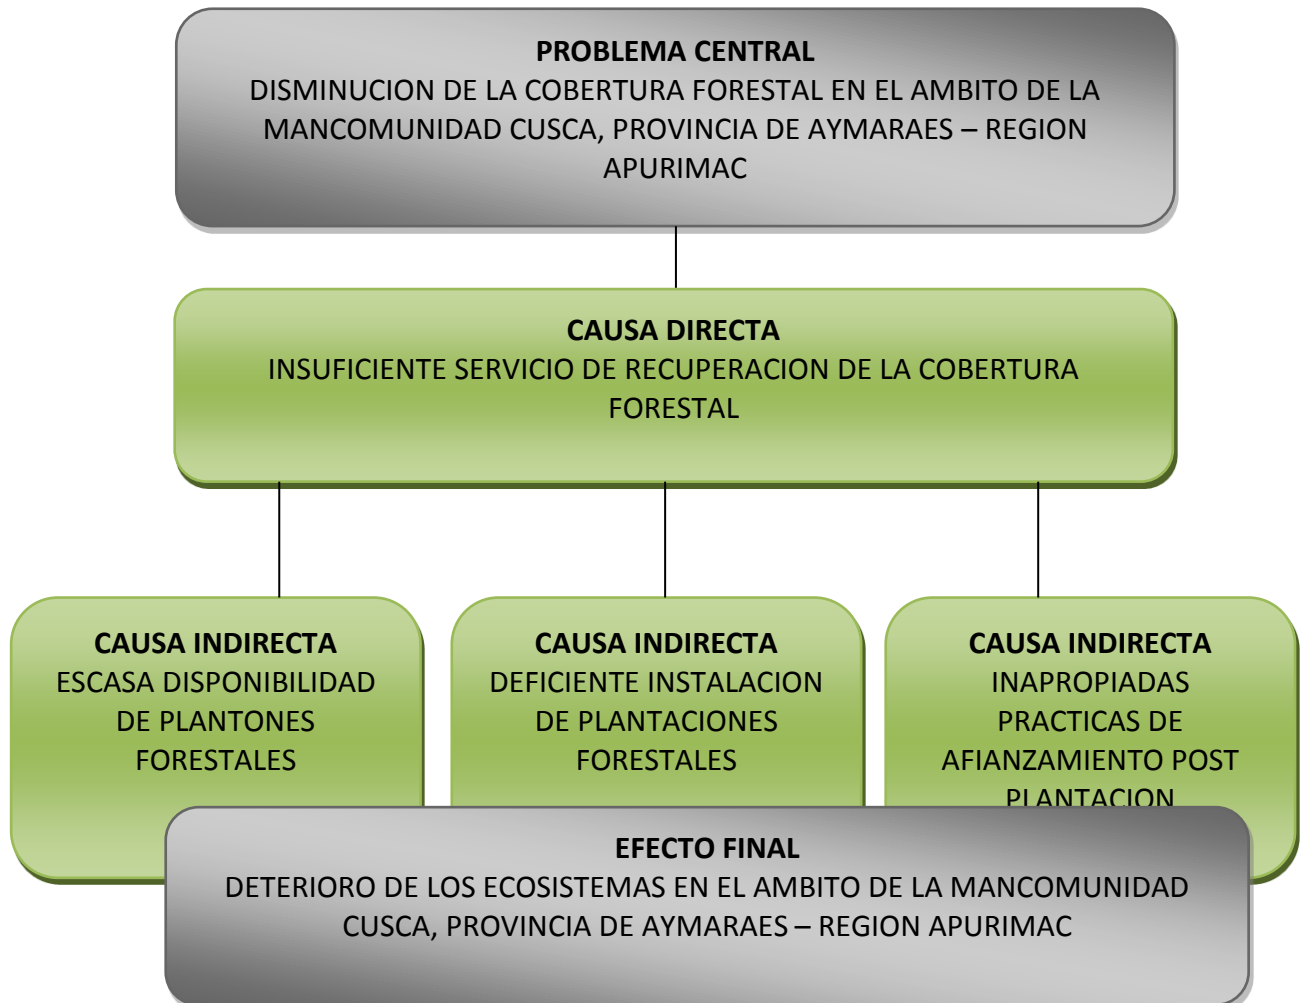 PROBLEMA CENTRAL
DISMINUCION DE LA COBERTURA FORESTAL EN EL AMBITO DE LA
MANCOMUNIDAD CUSCA, PROVINCIA DE AYMARAES – REGION
APURIMAC
CAUSA DIRECTA
INSUFICIENTE SERVICIO DE RECUPERACION DE LA COBERTURA
FORESTAL
CAUSA INDIRECTA
ESCASA DISPONIBILIDAD
DE PLANTONES
FORESTALES
CAUSA INDIRECTA
DEFICIENTE INSTALACION
DE PLANTACIONES
FORESTALES
CAUSA INDIRECTA
INAPROPIADAS
PRACTICAS DE
AFIANZAMIENTO POST
PLANTACION
EFECTO FINAL
DETERIORO DE LOS ECOSISTEMAS EN EL AMBITO DE LA MANCOMUNIDAD
CUSCA, PROVINCIA DE AYMARAES – REGION APURIMAC